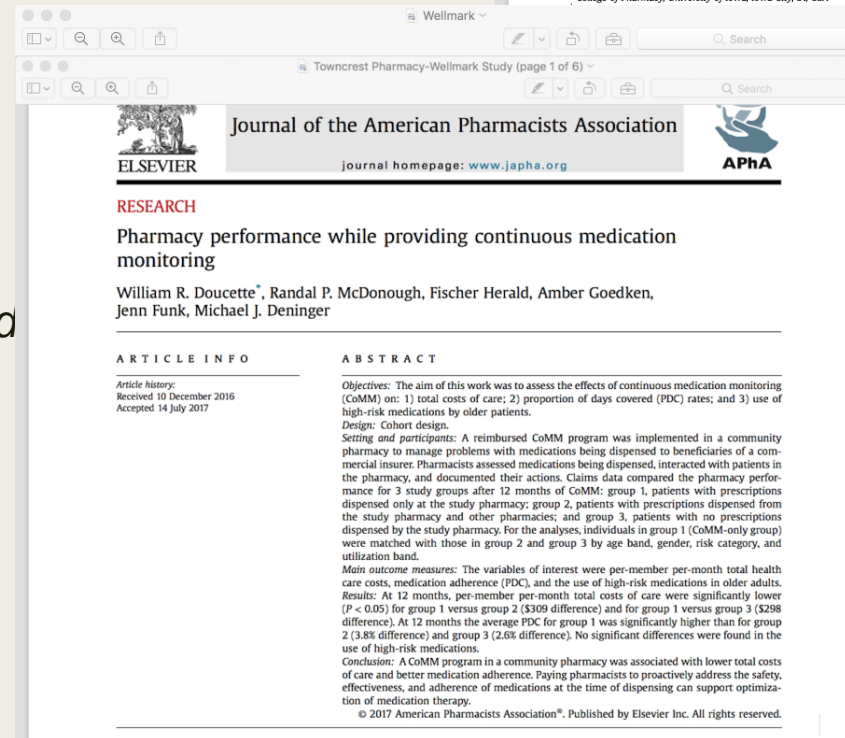 Wellmark
Search
Towncrest Pharmacy-Wellmark Study (page 1 of 6)
Search
ELSEVIER
Journal of the American Pharmacists Association
journal homepage: www.japha.org
APhA
RESEARCH
Pharmacy performance while providing continuous medication
monitoring
William R. Doucette*, Randal P. McDonough, Fischer Herald, Amber Goedken,
Jenn Funk, Michael J. Deninger
d
ARTICLE INFO
Article history:
Received 10 December 2016
Accepted 14 July 2017
ABSTRACT
Objectives: The aim of this work was to assess the effects of continuous medication monitoring
(CoMM) on: 1) total costs of care; 2) proportion of days covered (PDC) rates; and 3) use of
high-risk medications by older patients.
Design: Cohort design.
Setting and participants: A reimbursed CoMM program was implemented in a community
pharmacy to manage problems with medications being dispensed to beneficiaries of a com-
mercial insurer. Pharmacists assessed medications being dispensed, interacted with patients in
the pharmacy, and documented their actions. Claims data compared the pharmacy perfor-
mance for 3 study groups after 12 months of CoMM: group 1, patients with prescriptions
dispensed only at the study pharmacy; group 2, patients with prescriptions dispensed from
the study pharmacy and other pharmacies; and group 3, patients with no prescriptions
dispensed by the study pharmacy. For the analyses, individuals in group 1 (CoMM-only group)
were matched with those in group 2 and group 3 by age band, gender, risk category, and
utilization band.
Main outcome measures: The variables of interest were per-member per-month total health
care costs, medication adherence (PDC), and the use of high-risk medications in older adults.
Results: At 12 months, per-member per-month total costs of care were significantly lower
(P < 0.05) for group 1 versus group 2 ($309 difference) and for group 1 versus group 3 ($298
difference). At 12 months the average PDC for group 1 was significantly higher than for group
2 (3.8% difference) and group 3 (2.6% difference). No significant differences were found in the
use of high-risk medications.
Conclusion: A CoMM program in a community pharmacy was associated with lower total costs
of care and better medication adherence. Paying pharmacists to proactively address the safety,
effectiveness, and adherence of medications at the time of dispensing can support optimiza-
tion of medication therapy.
© 2017 American Pharmacists Association®. Published by Elsevier Inc. All rights reserved.